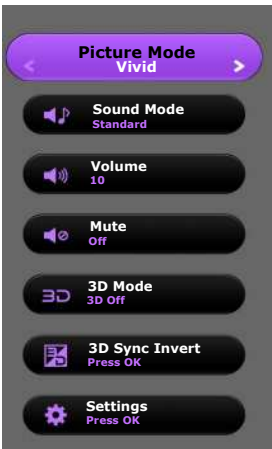 Picture Mode
Vivid
Sound Mode
Standard
Volume
10
Mute
Off
3D
3D Mode
3D Off
3D Sync Invert
Press OK
Settings
Press OK